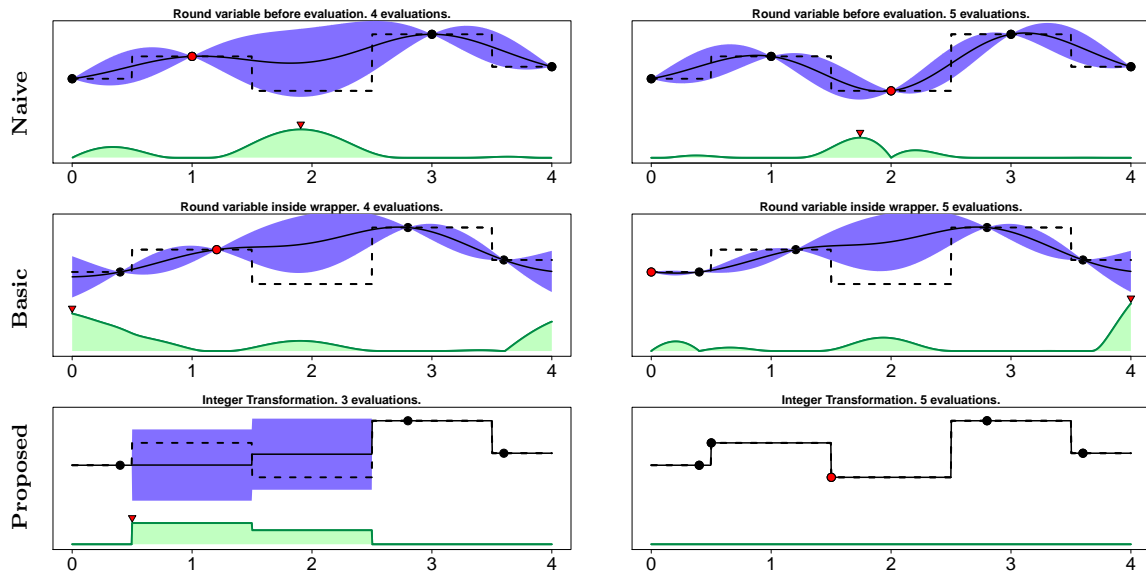 Round variable before evaluation. 4 evaluations.
Round variable before evaluation. 5 evaluations.
Naive
0 1 2 3 4
0 1 2 3 4
Round variable inside wrapper. 4 evaluations.
Round variable inside wrapper. 5 evaluations.
Basic
0 1 2 3 4
0 1 2 3 4
Integer Transformation. 3 evaluations.
Integer Transformation. 5 evaluations.
Proposed
0 1 2 3 4
0 1 2 3 4